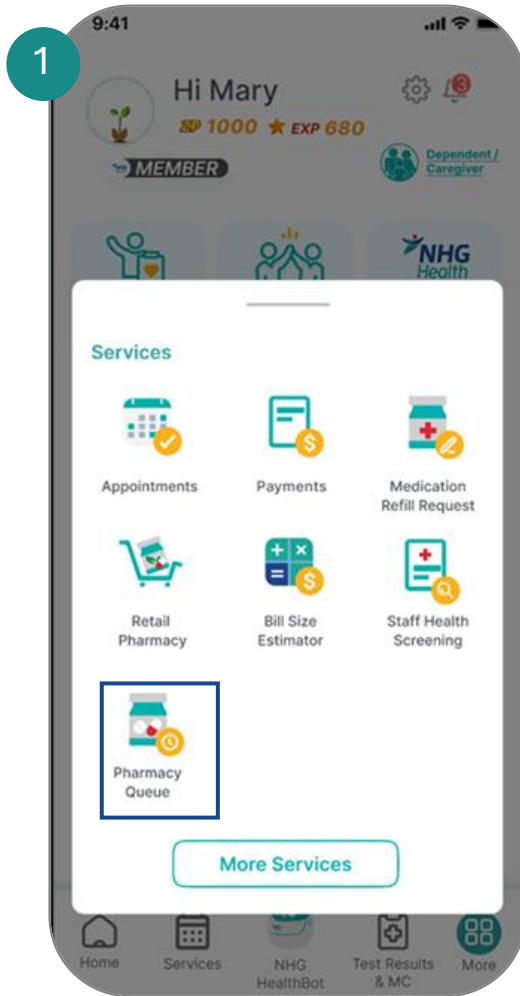 1
9:41
Hi Mary
3
ZP 1000 ★ EXP 680
MEMBER
Dependent /
Caregiver
NHG
Health
Services
Appointments
Payments
Medication
Refill Request
Retail
Pharmacy
Bill Size
Estimator
Staff Health
Screening
Pharmacy
Queue
More Services
Home
Services
NHG
HealthBot
Test Results
& MC
More